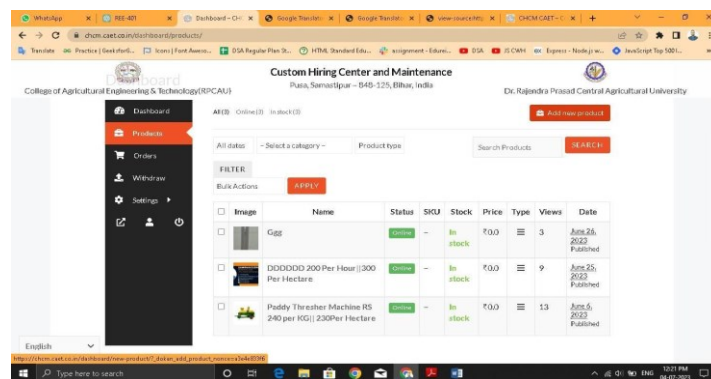 WhatsApp
REE-401
Dashboard - CH
Google Translate
Google Translate
view-source:htt
CHCM CAET – C
chcm-caet.co.in/dashboard/products/
Translate
Practice | GeeksforG...
Icons | Font Aweso...
DSA Regular Plan St...
HTML Standard Edu...
assignment - Edure...
DSA
JS CWH
Express - Node.js w...
JavaScript Top 500 I...
Dashboard
College of Agricultural Engineering & Technology(RPCAU)
Custom Hiring Center and Maintenance
Pusa, Samastipur – 848-125, Bihar, India
Dr. Rajendra Prasad Central Agricultural University
Dashboard
Products
Orders
Withdraw
Settings
All (3) Online (3) In stock (3)
Add new product
All dates
– Select a category –
Product type
Search Products
SEARCH
FILTER
Bulk Actions
APPLY
Image Name Status SKU Stock Price Type Views Date
Ggg Online – In stock ₹0.0 3 June 26, 2023 Published
DDDDDD 200 Per Hour||300 Per Hectare Online – In stock ₹0.0 9 June 25, 2023 Published
Paddy Thresher Machine RS 240 per KG|| 230Per Hectare Online – In stock ₹0.0 13 June 6, 2023 Published
English
Type here to search
ENG
12:21 PM
04-07-2023